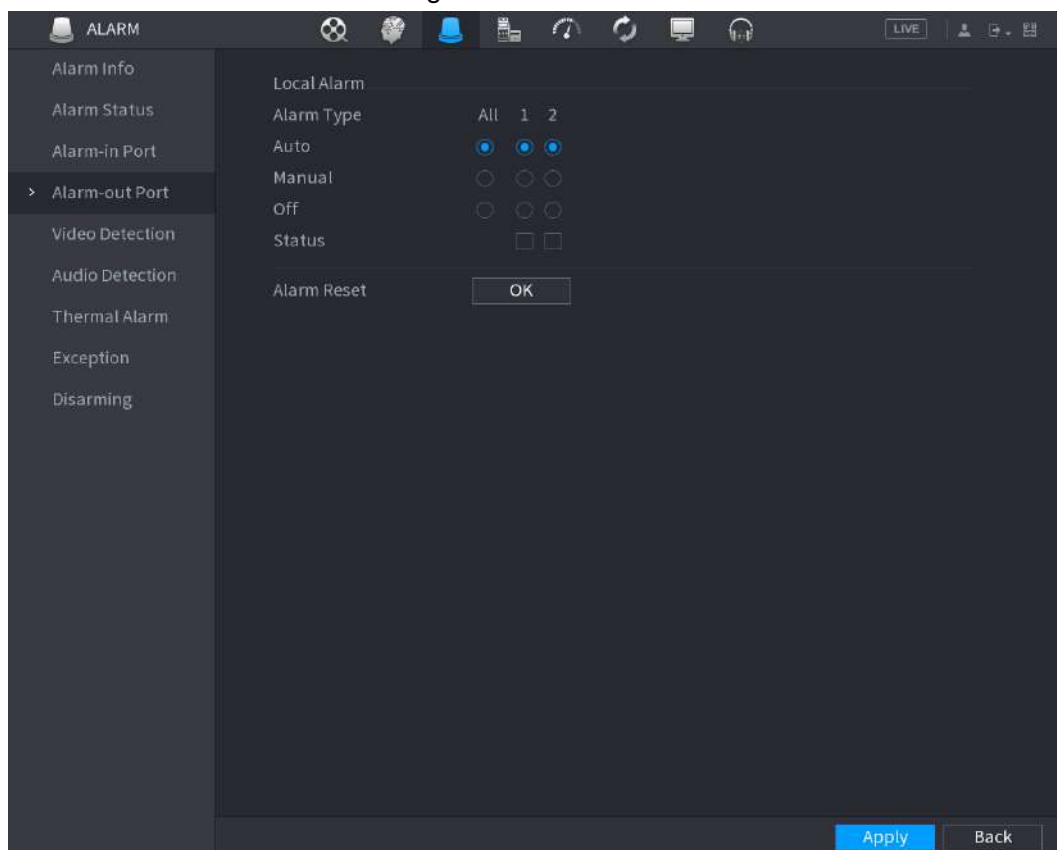 ALARM LIVE
Alarm Info
Alarm Status
Alarm-in Port
> Alarm-out Port
Video Detection
Audio Detection
Thermal Alarm
Exception
Disarming
Local Alarm
Alarm Type All 1 2
Auto
Manual
Off
Status
Alarm Reset OK
Apply Back